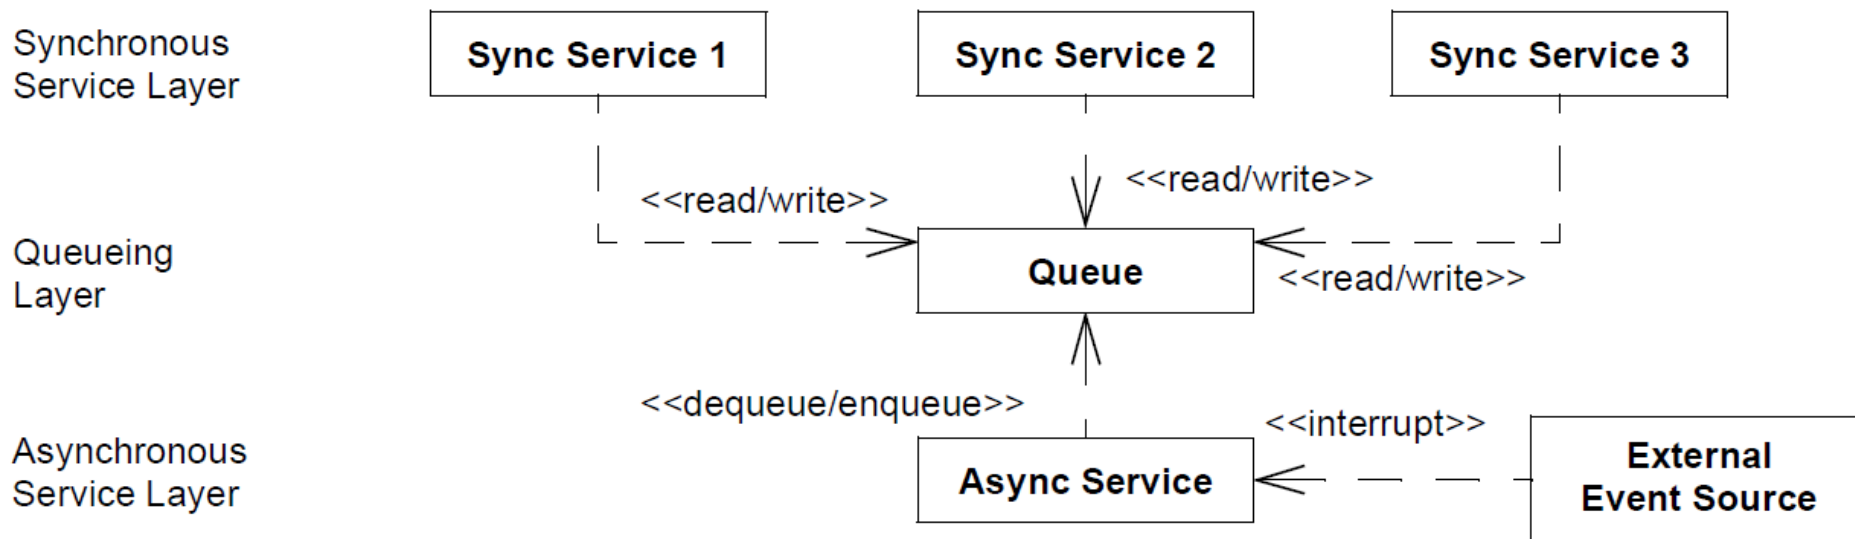 Synchronous
Service Layer
Sync Service 1
Sync Service 2
Sync Service 3
<<read/write>>
<<read/write>>
Queueing
Layer
Queue
<<read/write>>
<<dequeue/enqueue>>
<<interrupt>>
Asynchronous
Service Layer
Async Service
External
Event Source